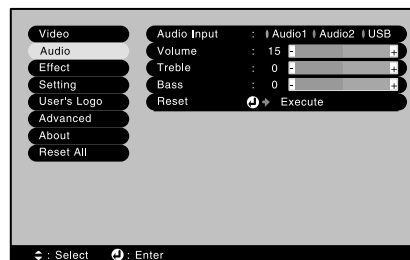 Video
Audio
Effect
Setting
User's Logo
Advanced
About
Reset All
Audio Input : Audio1 Audio2 USB
Volume : 15 - +
Treble : 0 - +
Bass : 0 - +
Reset Execute
: Select : Enter